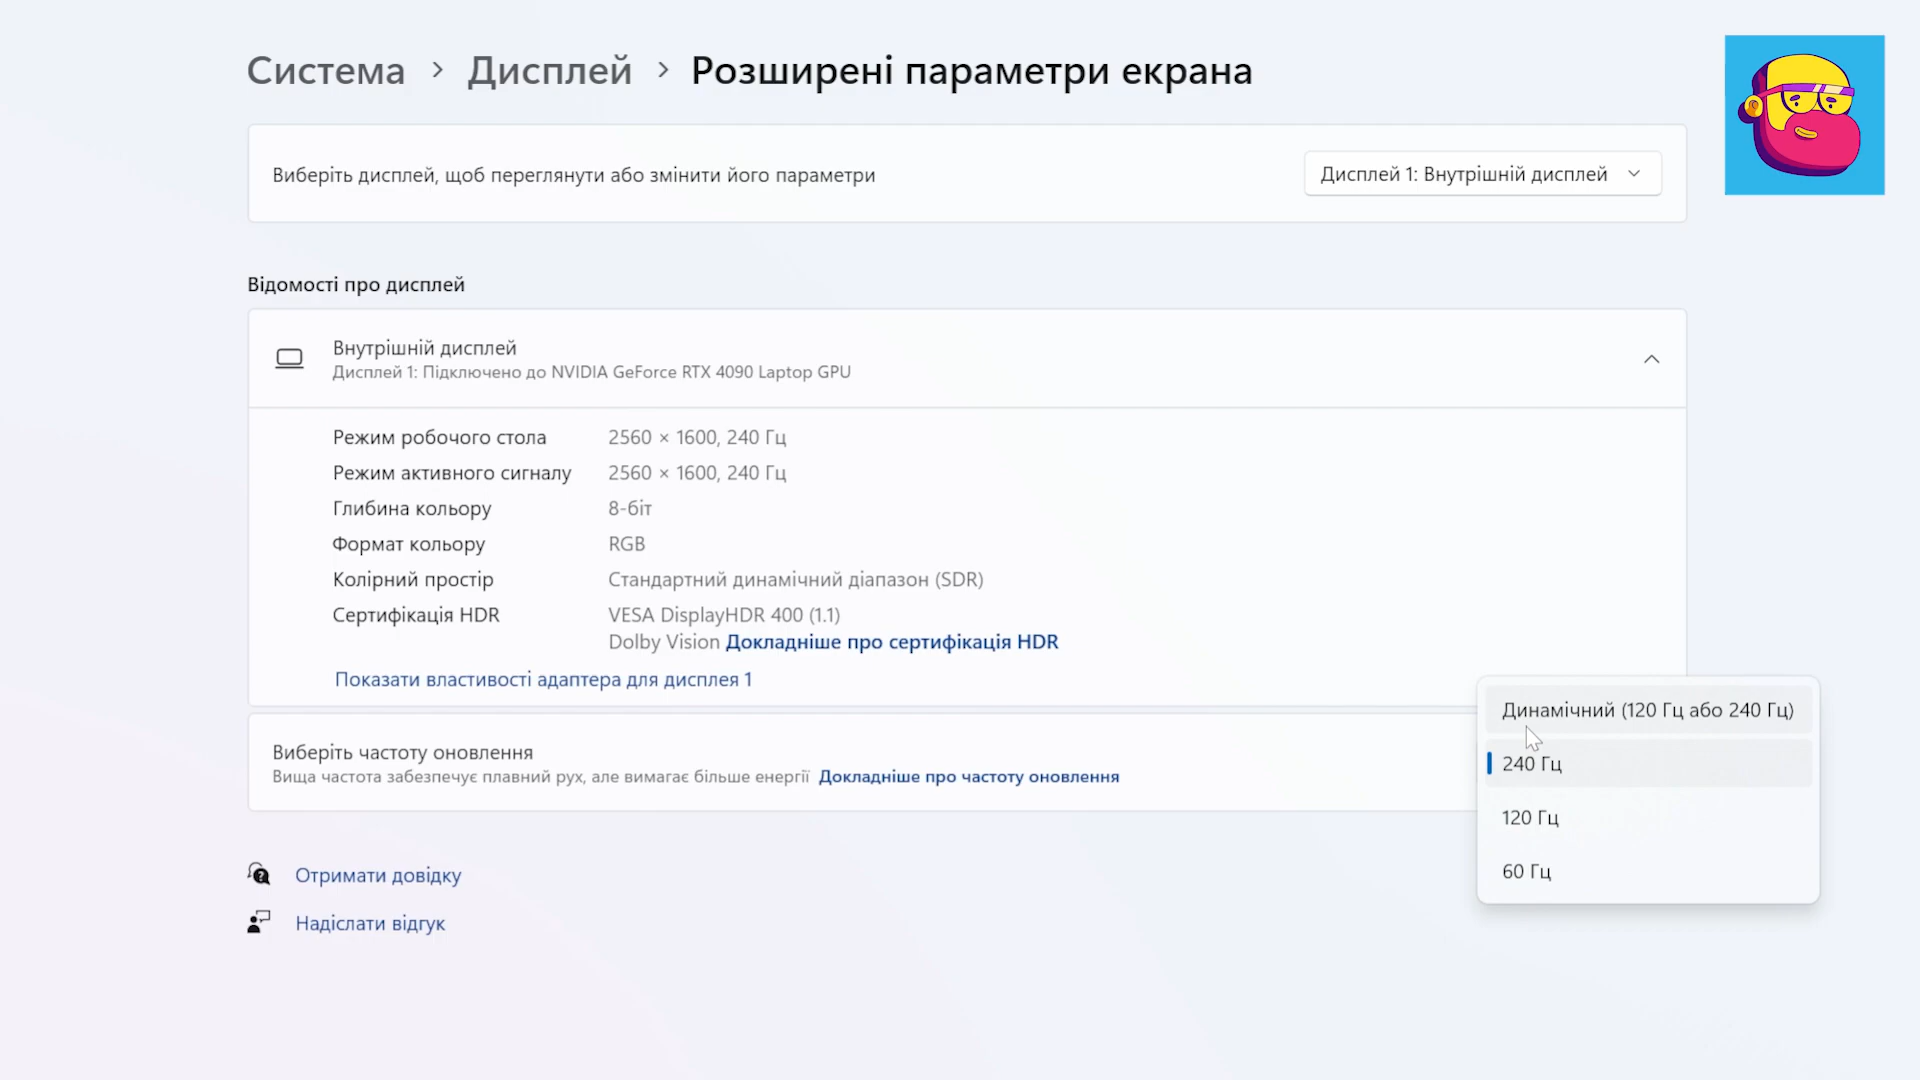 Система > Дисплей > Розширені параметри екрана
Виберіть дисплей, щоб переглянути або змінити його параметри
Дисплей 1: Внутрішній дисплей
Відомості про дисплей
Внутрішній дисплей
Дисплей 1: Підключено до NVIDIA GeForce RTX 4090 Laptop GPU
Режим робочого стола 2560 × 1600, 240 Гц
Режим активного сигналу 2560 × 1600, 240 Гц
Глибина кольору 8-біт
Формат кольору RGB
Колірний простір Стандартний динамічний діапазон (SDR)
Сертифікація HDR VESA DisplayHDR 400 (1.1)
Dolby Vision Докладніше про сертифікація HDR
Показати властивості адаптера для дисплея 1
Виберіть частоту оновлення
Вища частота забезпечує плавний рух, але вимагає більше енергії Докладніше про частоту оновлення
Динамічний (120 Гц або 240 Гц)
240 Гц
120 Гц
60 Гц
Отримати довідку
Надіслати відгук